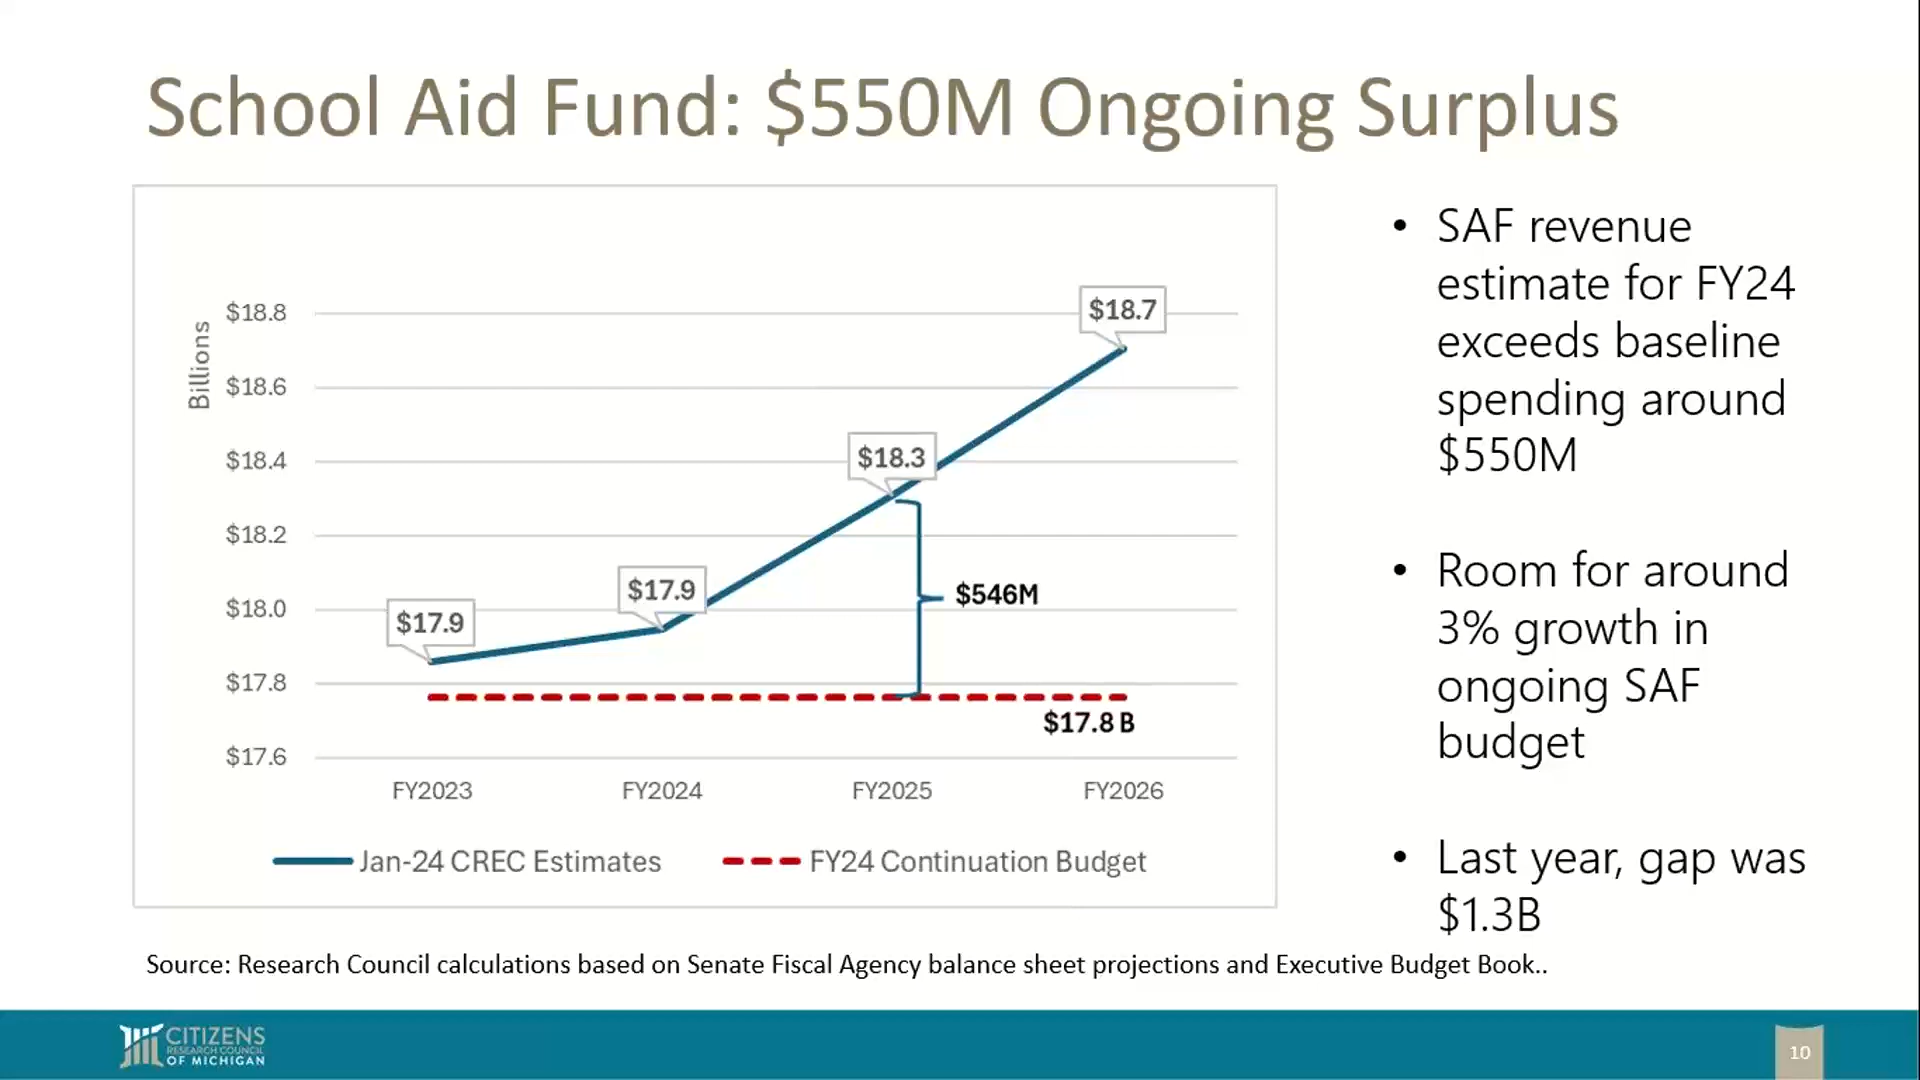 School Aid Fund: $550M Ongoing Surplus
Billions
$18.8
$18.6
$18.4
$18.2
$18.0
$17.8
$17.6
$17.9
$17.9
$18.3
$18.7
$546M
$17.8 B
FY2023
FY2024
FY2025
FY2026
Jan-24 CREC Estimates
FY24 Continuation Budget
• SAF revenue
estimate for FY24
exceeds baseline
spending around
$550M
• Room for around
3% growth in
ongoing SAF
budget
• Last year, gap was
$1.3B
Source: Research Council calculations based on Senate Fiscal Agency balance sheet projections and Executive Budget Book..
CITIZENS
RESEARCH COUNCIL
OF MICHIGAN
10